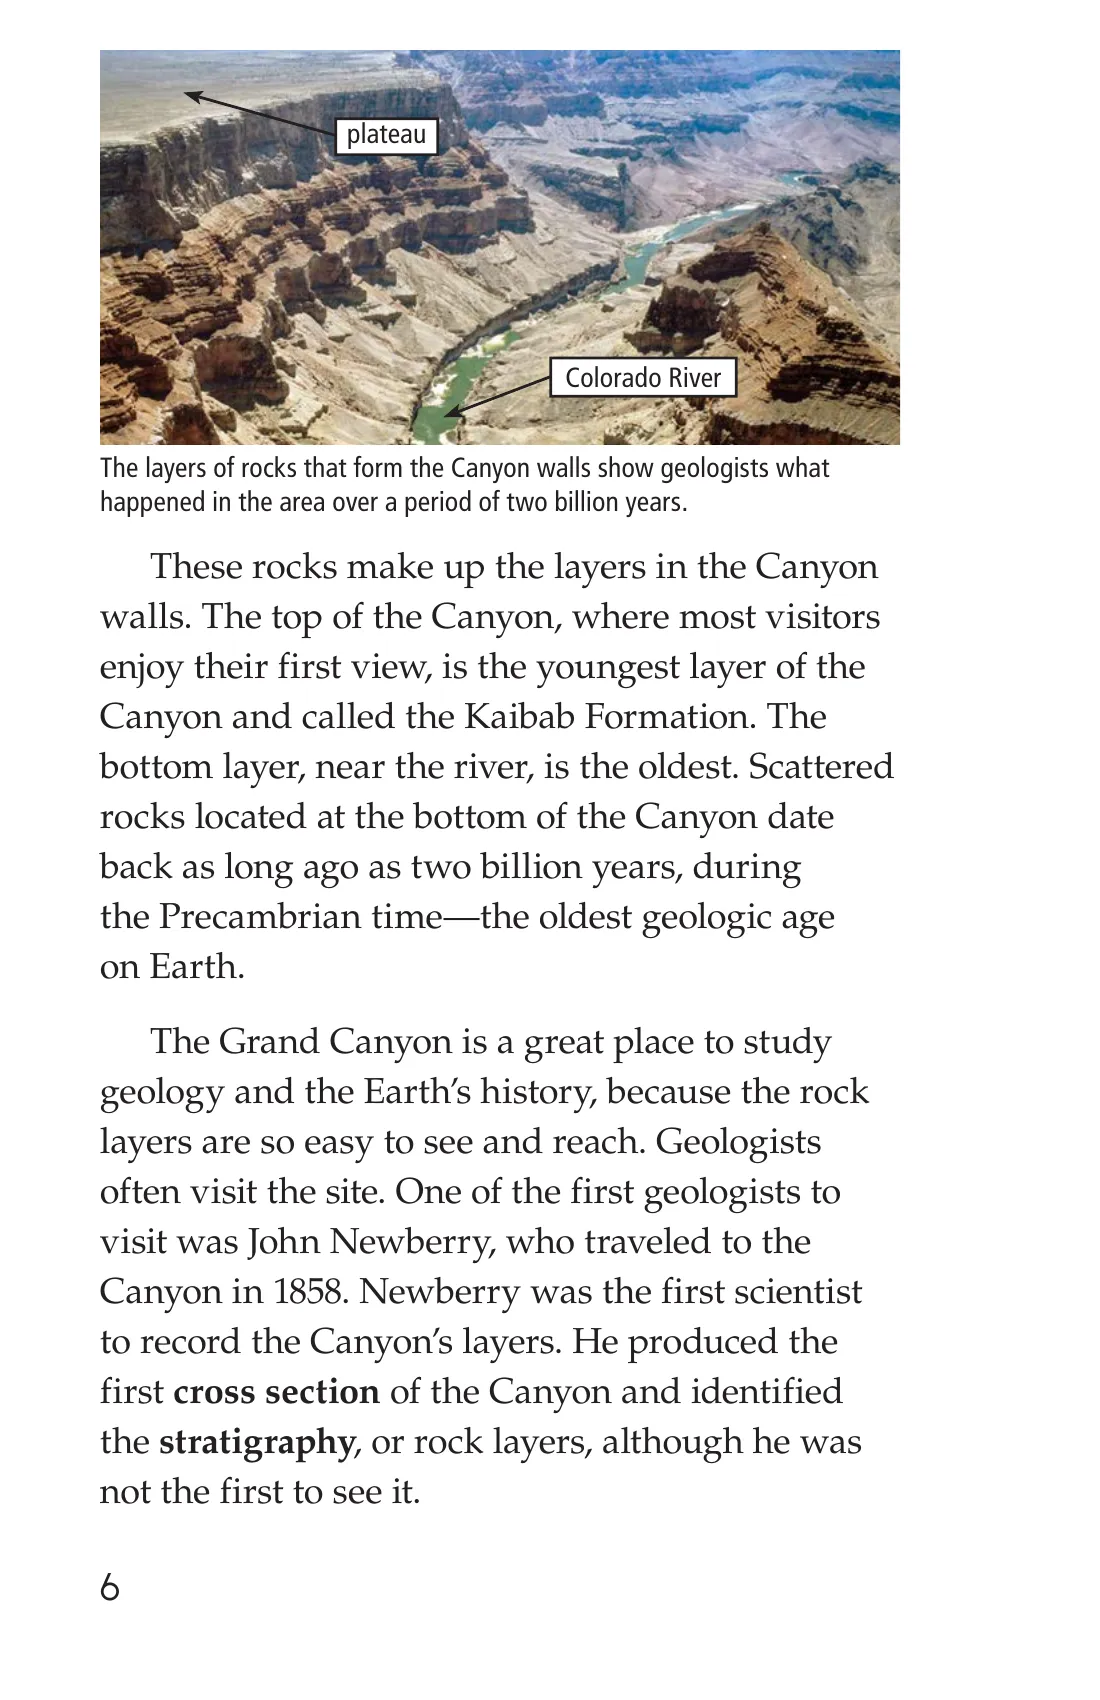 plateau
Colorado River
The layers of rocks that form the Canyon walls show geologists what
happened in the area over a period of two billion years.
These rocks make up the layers in the Canyon
walls. The top of the Canyon, where most visitors
enjoy their first view, is the youngest layer of the
Canyon and called the Kaibab Formation. The
bottom layer, near the river, is the oldest. Scattered
rocks located at the bottom of the Canyon date
back as long ago as two billion years, during
the Precambrian time—the oldest geologic age
on Earth.
The Grand Canyon is a great place to study
geology and the Earth’s history, because the rock
layers are so easy to see and reach. Geologists
often visit the site. One of the first geologists to
visit was John Newberry, who traveled to the
Canyon in 1858. Newberry was the first scientist
to record the Canyon’s layers. He produced the
first cross section of the Canyon and identified
the stratigraphy, or rock layers, although he was
not the first to see it.
6